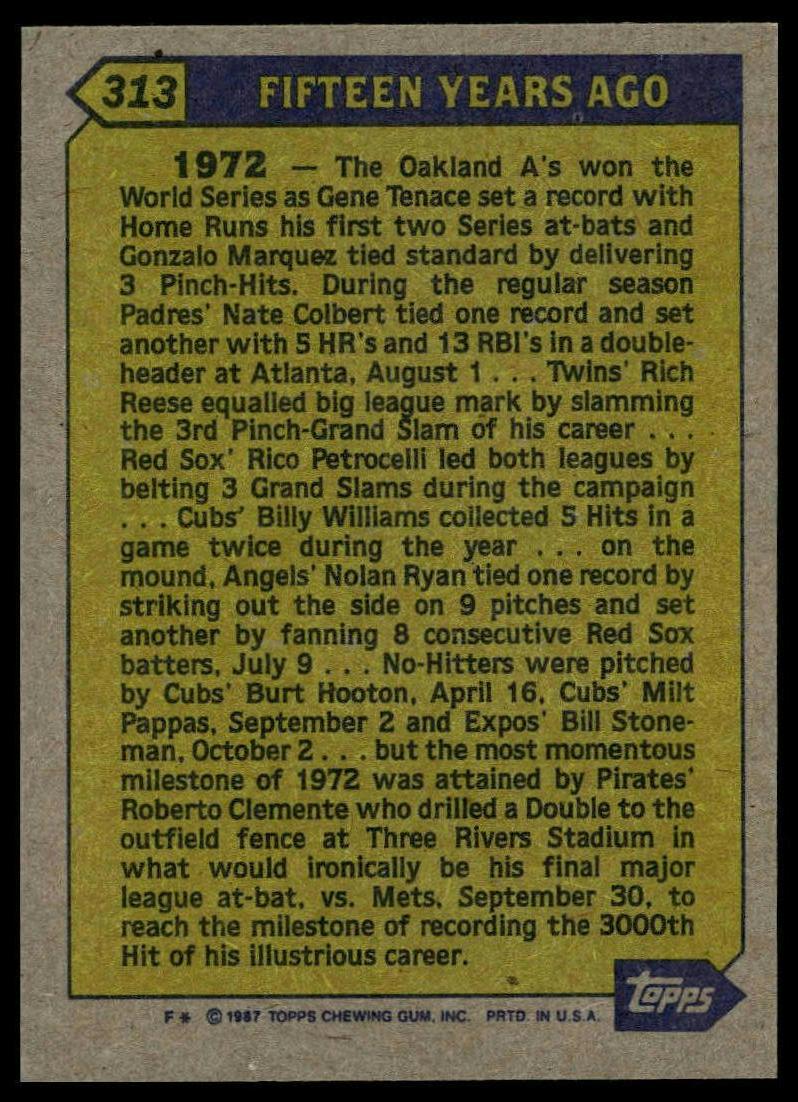 313
FIFTEEN YEARS AGO
1972 — The Oakland A's won the
World Series as Gene Tenace set a record with
Home Runs his first two Series at-bats and
Gonzalo Marquez tied standard by delivering
3 Pinch-Hits. During the regular season
Padres' Nate Colbert tied one record and set
another with 5 HR's and 13 RBI's in a double-
header at Atlanta, August 1 . . . Twins' Rich
Reese equalled big league mark by slamming
the 3rd Pinch-Grand Slam of his career . . .
Red Sox' Rico Petrocelli led both leagues by
belting 3 Grand Slams during the campaign
. . . Cubs' Billy Williams collected 5 Hits in a
game twice during the year . . . on the
mound, Angels' Nolan Ryan tied one record by
striking out the side on 9 pitches and set
another by fanning 8 consecutive Red Sox
batters, July 9 . . . No-Hitters were pitched
by Cubs' Burt Hooton, April 16, Cubs' Milt
Pappas, September 2 and Expos' Bill Stone-
man, October 2 . . . but the most momentous
milestone of 1972 was attained by Pirates'
Roberto Clemente who drilled a Double to the
outfield fence at Three Rivers Stadium in
what would ironically be his final major
league at-bat, vs. Mets, September 30, to
reach the milestone of recording the 3000th
Hit of his illustrious career.
topps
F* © 1987 TOPPS CHEWING GUM, INC. PRTD. IN U.S.A.